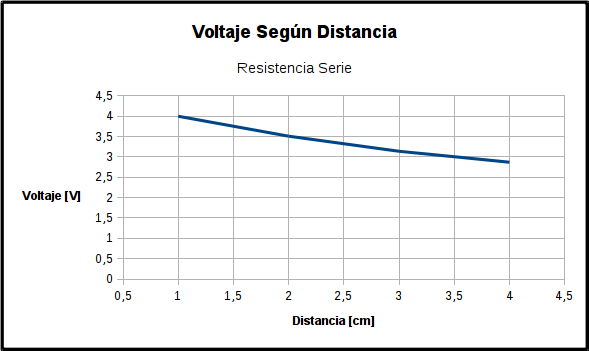 Voltaje Según Distancia
Resistencia Serie
4,5
4
3,5
3
2,5
Voltaje [V]
2
1,5
1
0,5
0
0,5 1 1,5 2 2,5 3 3,5 4 4,5
Distancia [cm]